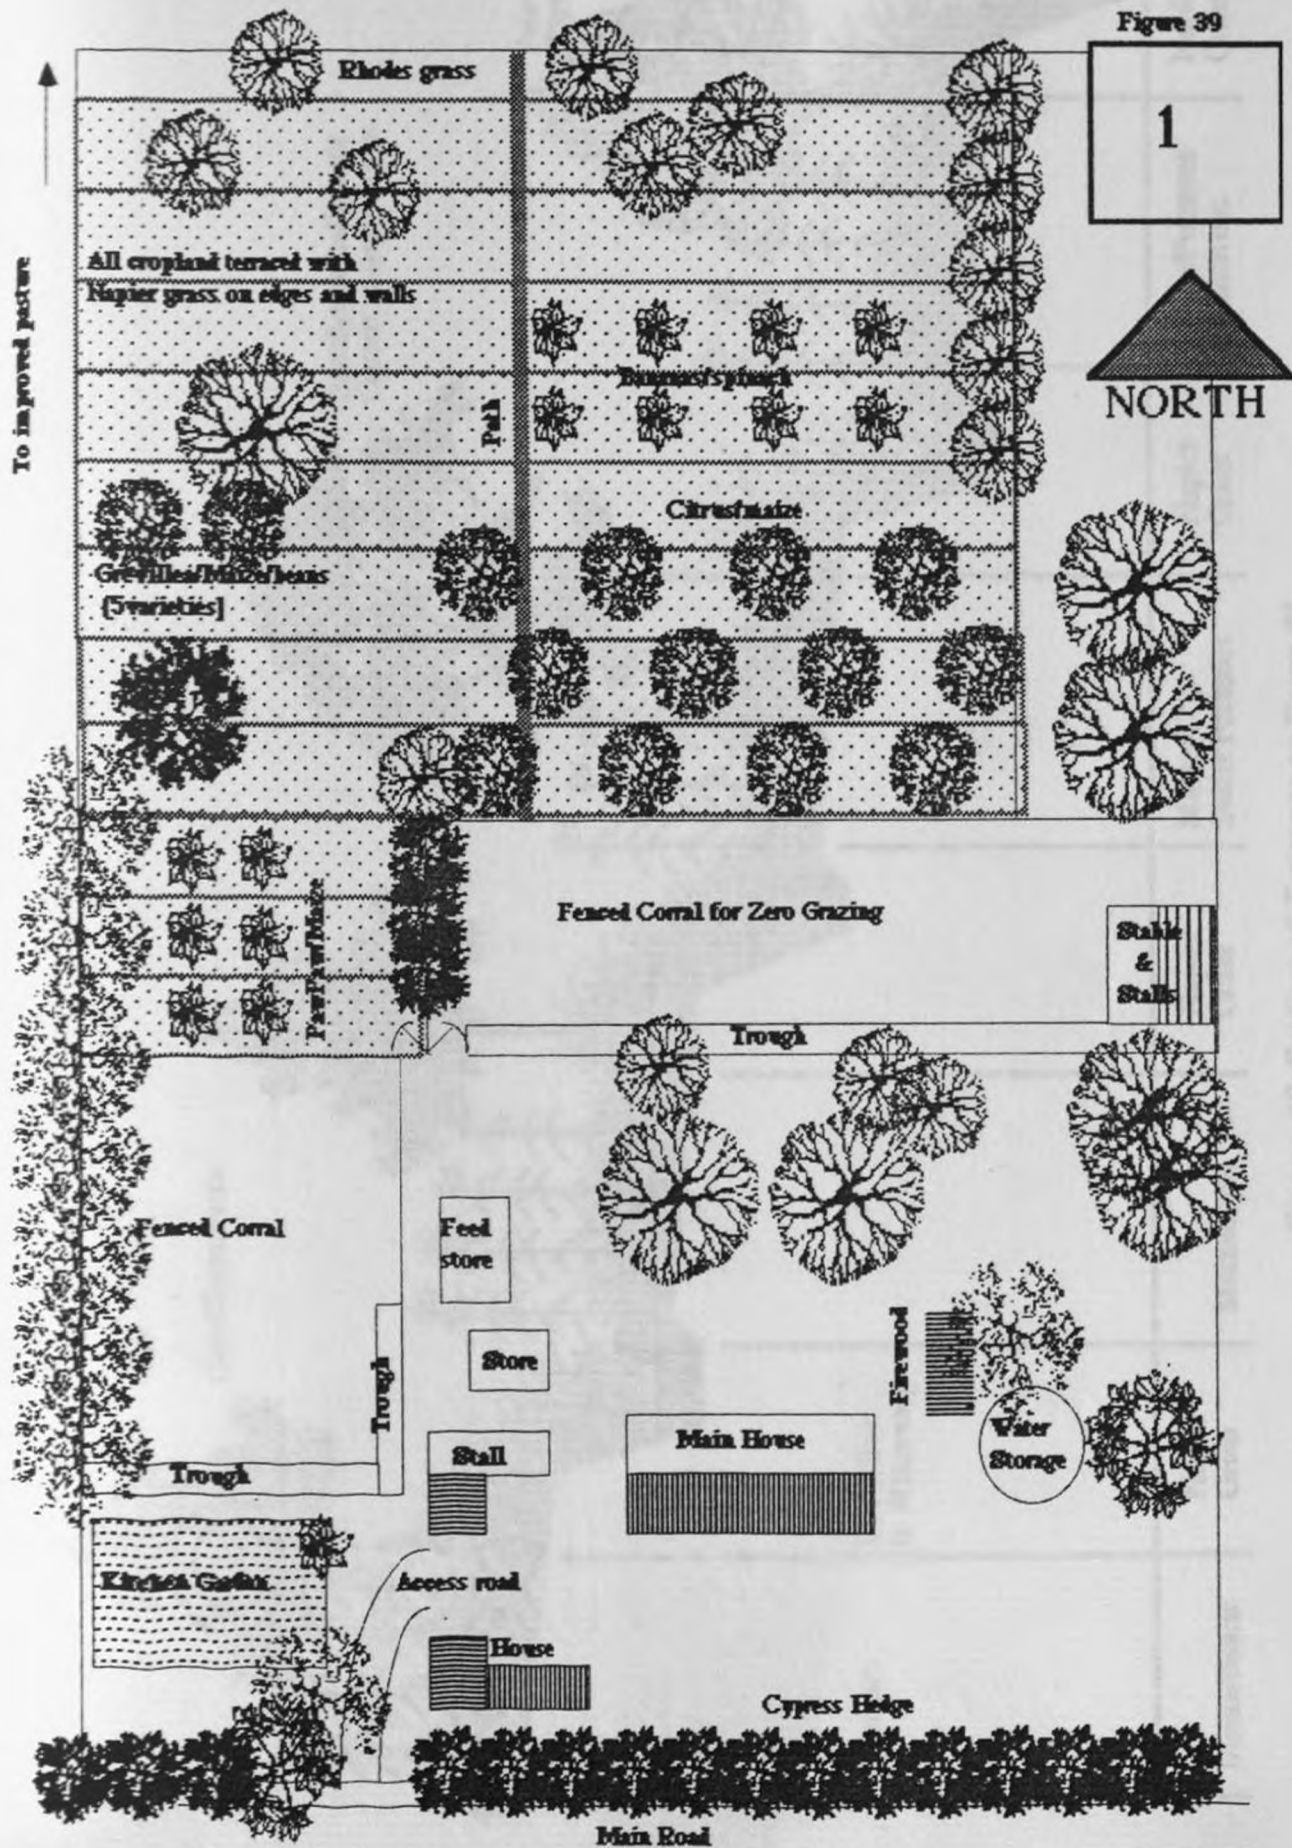 Figure 39
1
NORTH
Rhodes grass
To improved pasture
All cropland terraced with
Napier grass on edges and walls
Path
Bananas/spinach
Citrus/maize
Grevillea/Maize/beans
[5varieties]
PawPaw/Maize
Fenced Corral for Zero Grazing
Stable
&
Stalls
Trough
Fenced Corral
Feed
store
Store
Trough
Firewood
Main House
Water
Storage
Stall
Trough
Kitchen Garden
Access road
House
Cypress Hedge
Main Road